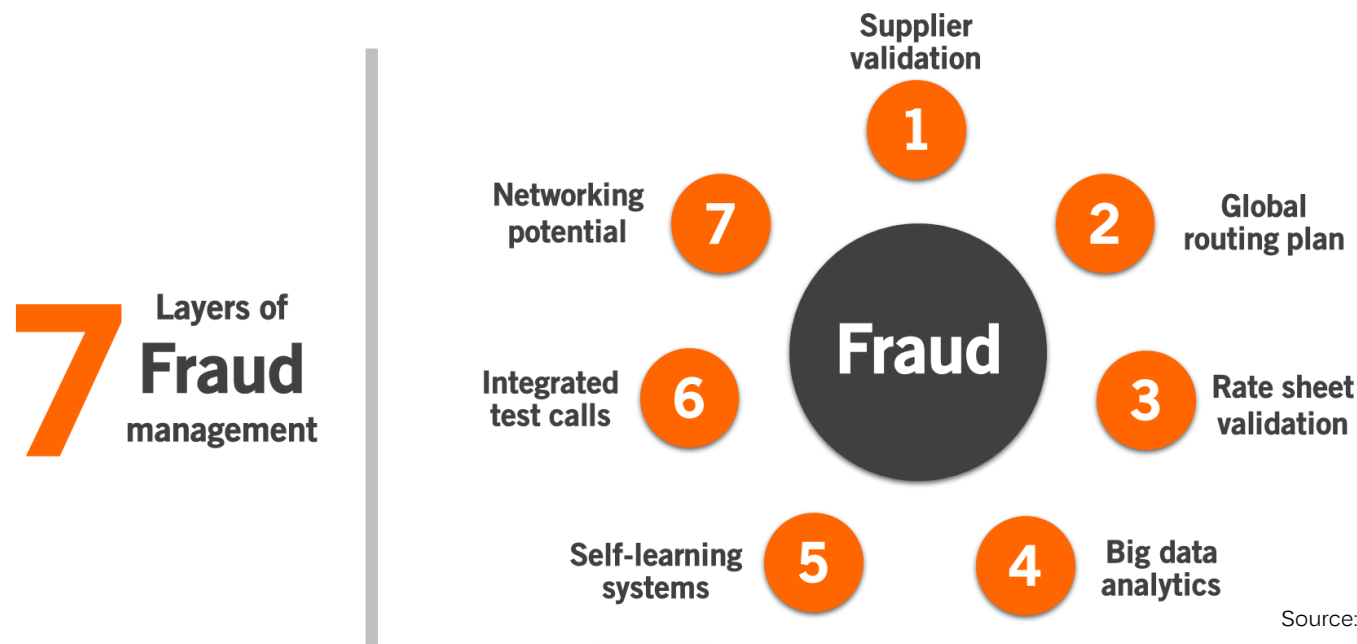 7
Layers of
Fraud
management
Supplier
validation
1
2
Global
routing plan
3
Rate sheet
validation
4
Big data
analytics
5
Self-learning
systems
6
Integrated
test calls
7
Networking
potential
Fraud
Source: